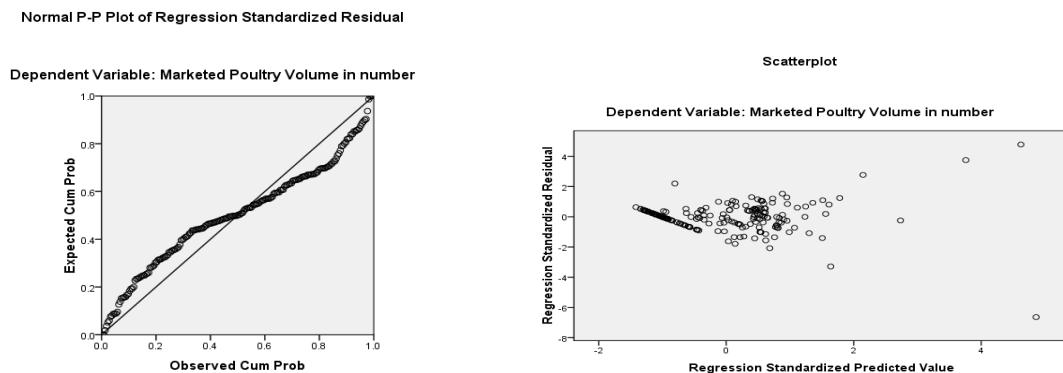 Normal P-P Plot of Regression Standardized Residual
Dependent Variable: Marketed Poultry Volume in number
Expected Cum Prob
1.0
0.8
0.6
0.4
0.2
0.0
0.0 0.2 0.4 0.6 0.8 1.0
Observed Cum Prob
Scatterplot
Dependent Variable: Marketed Poultry Volume in number
Regression Standardized Residual
4
2
0
-2
-4
-6
-8
-2 0 2 4
Regression Standardized Predicted Value